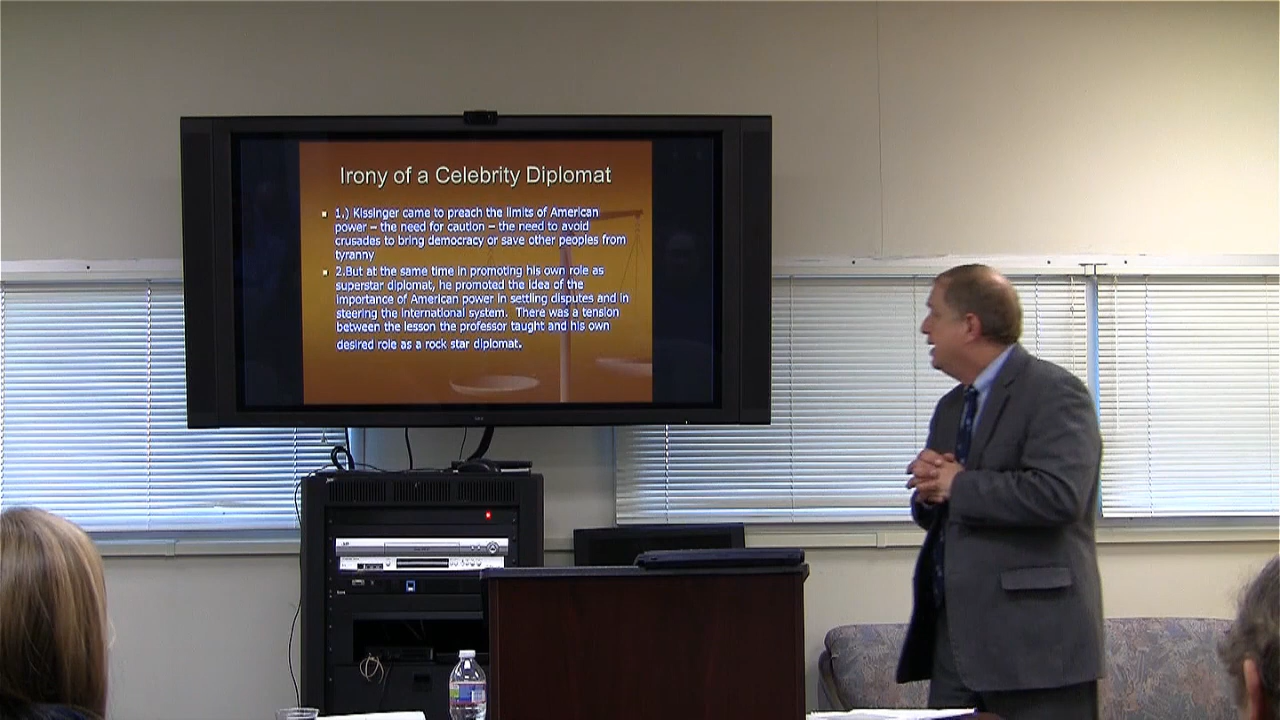 Irony of a Celebrity Diplomat
1.) Kissinger came to preach the limits of American
power – the need for caution – the need to avoid
crusades to bring democracy or save other peoples from
tyranny
2.But at the same time in promoting his own role as
superstar diplomat, he promoted the idea of the
importance of American power in settling disputes and in
steering the international system. There was a tension
between the lesson the professor taught and his own
desired role as a rock star diplomat.